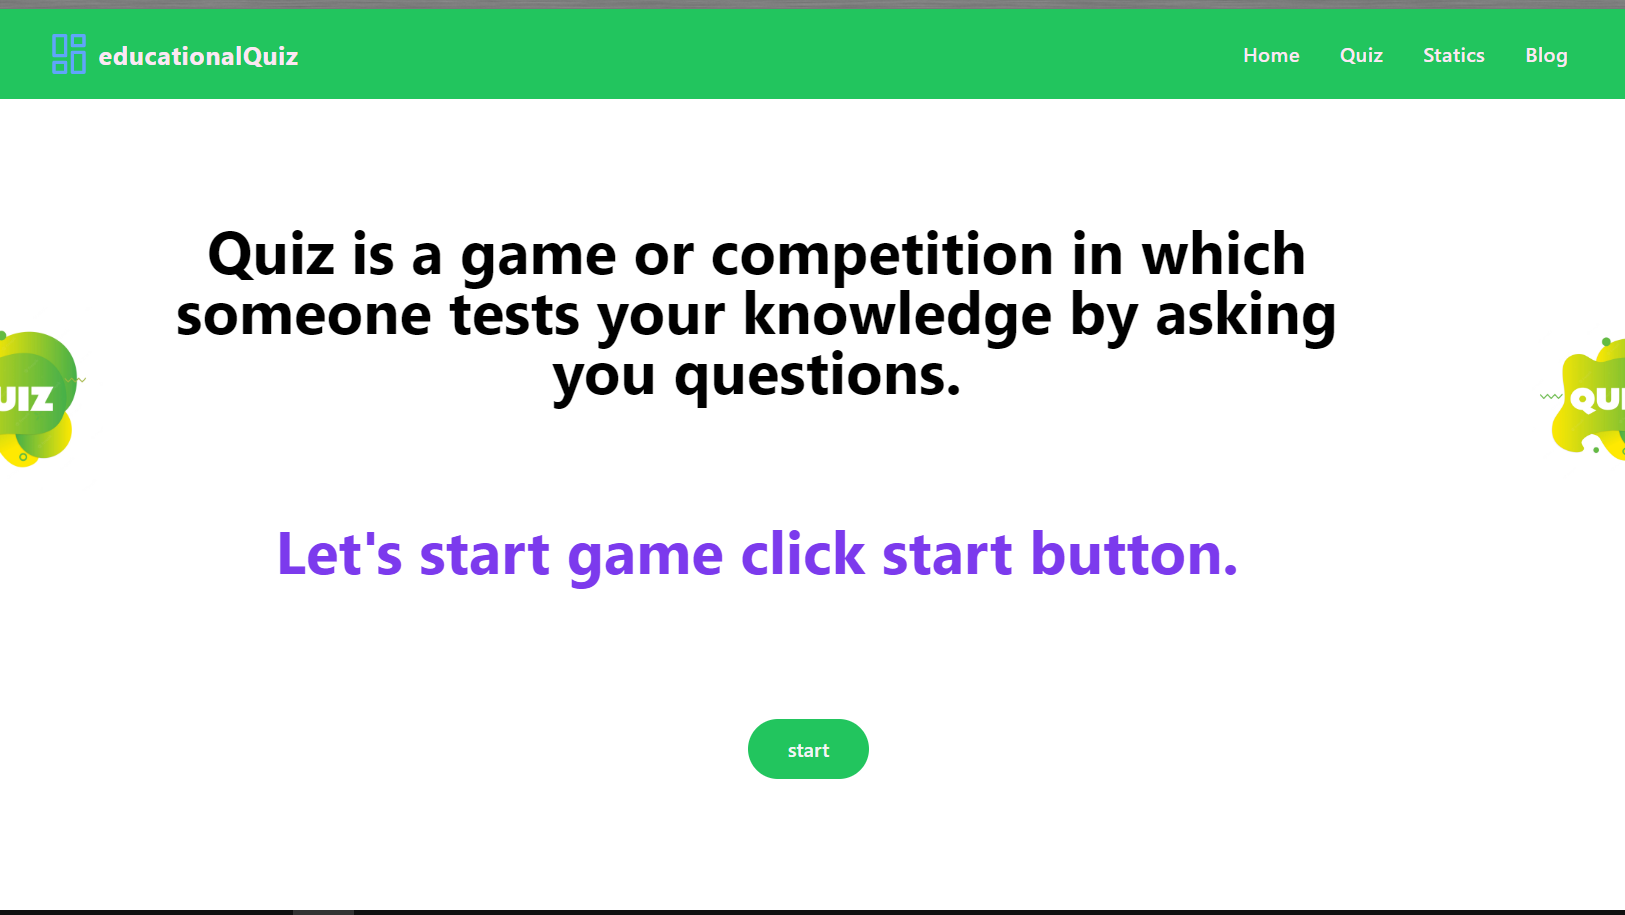 educationalQuiz
Home Quiz Statics Blog
Quiz is a game or competition in which
someone tests your knowledge by asking
you questions.
UIZ
QUI
Let's start game click start button.
start